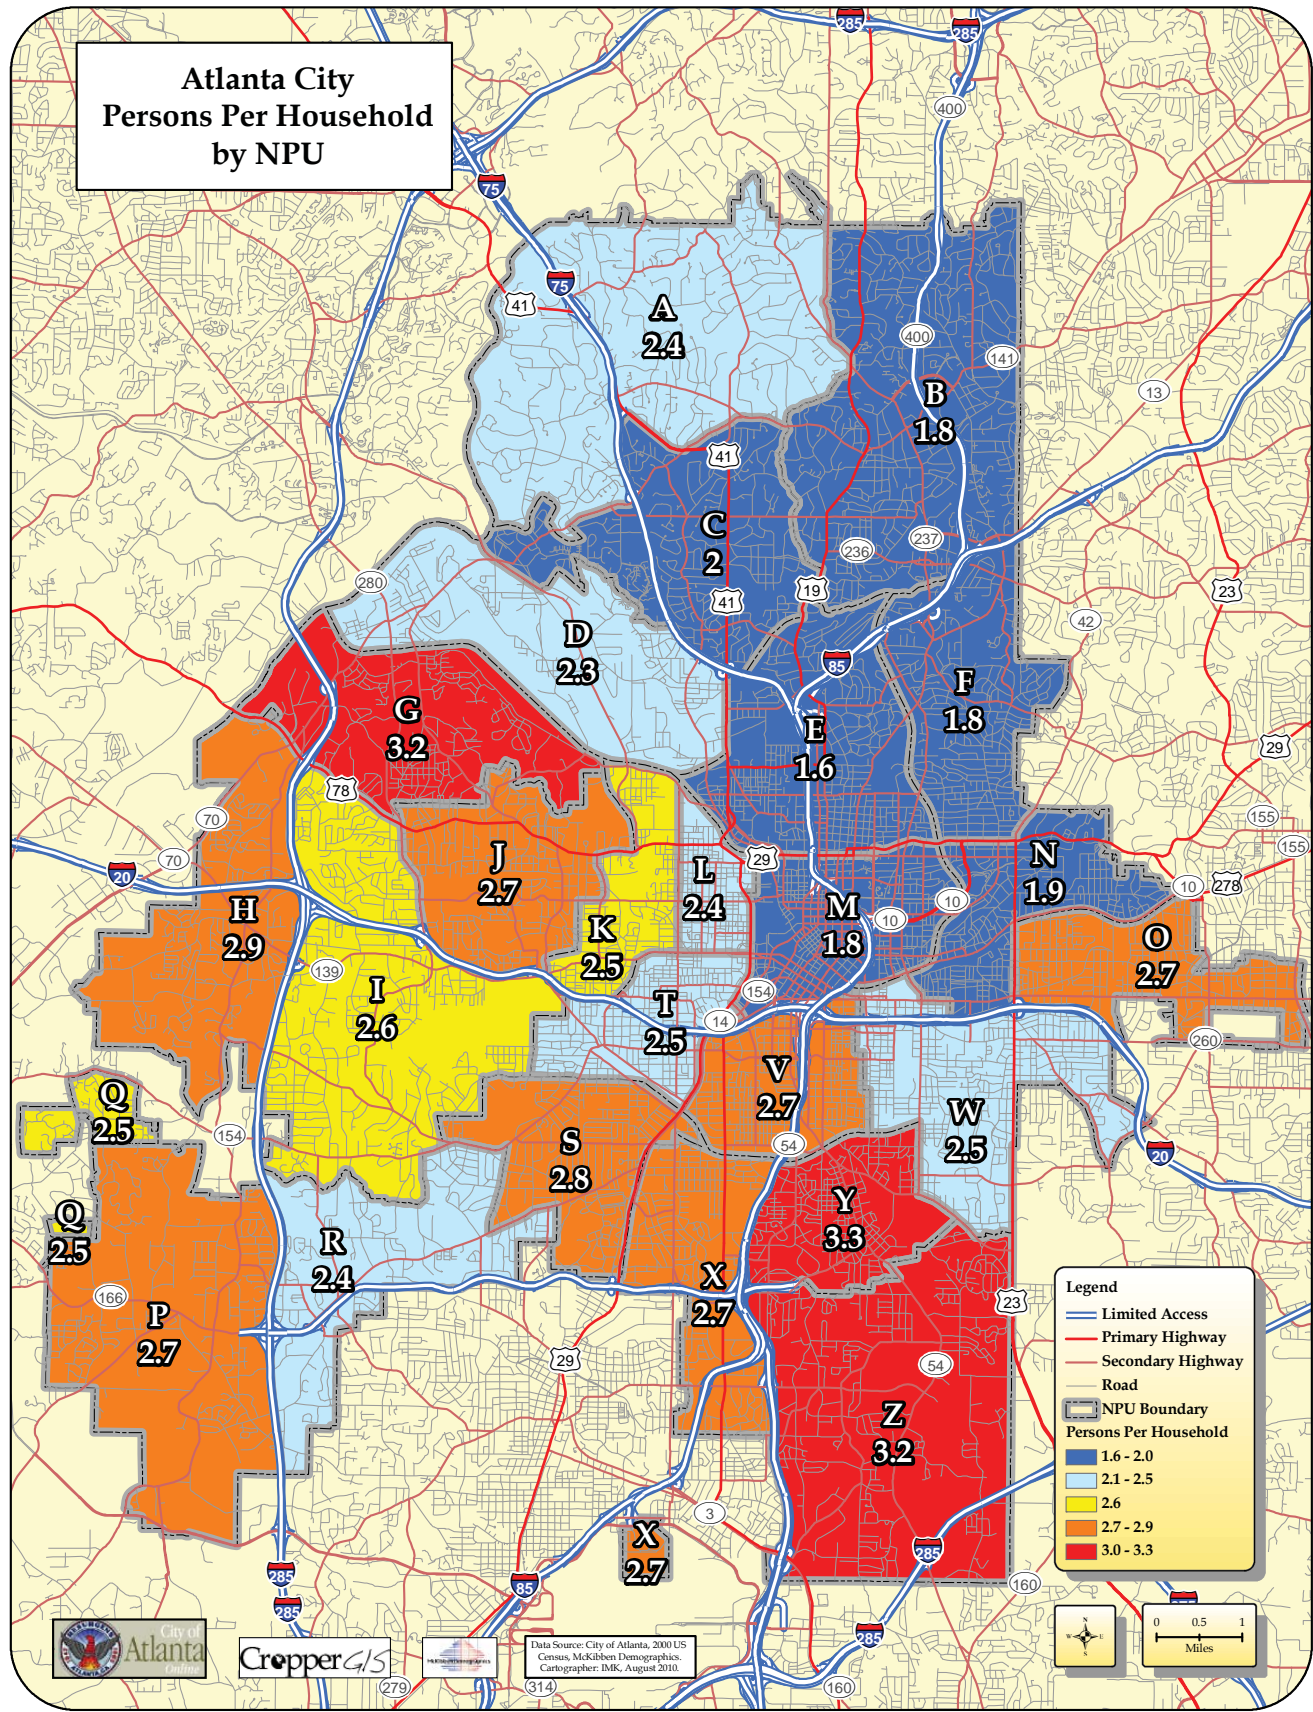 Atlanta City
Persons Per Household
by NPU
285
285
400
75
75
41
A
2.4
400
141
B
1.8
13
41
C
2
236
237
280
41
19
23
42
D
2.3
85
F
1.8
G
3.2
E
1.6
29
78
70
155
155
70
20
J
2.7
L
2.4
29
N
1.9
10
278
H
2.9
K
2.5
M
1.8
10
10
O
2.7
139
I
2.6
T
2.5
154
14
260
V
2.7
Q
2.5
154
S
2.8
54
W
2.5
20
Q
2.5
R
2.4
Y
3.3
166
P
2.7
X
2.7
23
29
54
Z
3.2
3
X
2.7
285
285
85
285
160
285
279
314
160
Legend
Limited Access
Primary Highway
Secondary Highway
Road
NPU Boundary
Persons Per Household
1.6 - 2.0
2.1 - 2.5
2.6
2.7 - 2.9
3.0 - 3.3
N
W E
S
0 0.5 1
Miles
City of
Atlanta
Online
Cropper GIS
Data Source: City of Atlanta, 2000 US
Census, McKibben Demographics.
Cartographer: IMK, August 2010.